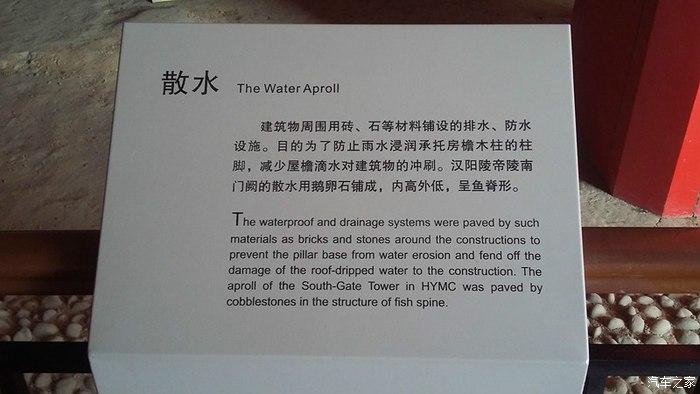 散水 The Water Aproll
建筑物周围用砖、石等材料铺设的排水、防水
设施。目的为了防止雨水浸润承托房檐木柱的柱
脚，减少屋檐滴水对建筑物的冲刷。汉阳陵帝陵南
门阙的散水用鹅卵石铺成，内高外低，呈鱼脊形。
The waterproof and drainage systems were paved by such
materials as bricks and stones around the constructions to
prevent the pillar base from water erosion and fend off the
damage of the roof-dripped water to the construction. The
aproll of the South-Gate Tower in HYMC was paved by
cobblestones in the structure of fish spine.
汽车之家